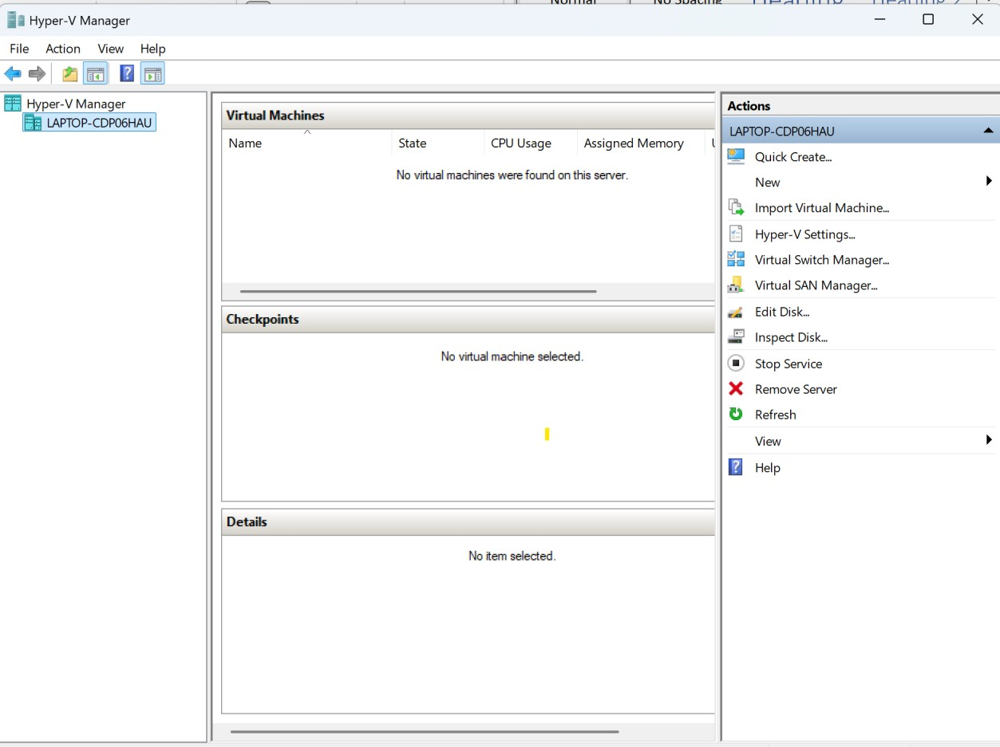 Hyper-V Manager
File Action View Help
Hyper-V Manager
LAPTOP-CDP06HAU
Virtual Machines
Name State CPU Usage Assigned Memory
No virtual machines were found on this server.
Checkpoints
No virtual machine selected.
Details
No item selected.
Actions
LAPTOP-CDP06HAU
Quick Create...
New
Import Virtual Machine...
Hyper-V Settings...
Virtual Switch Manager...
Virtual SAN Manager...
Edit Disk...
Inspect Disk...
Stop Service
Remove Server
Refresh
View
Help